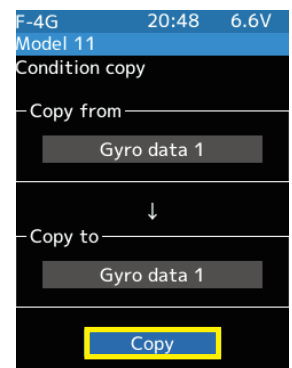 F-4G 20:48 6.6V
Model 11
Condition copy
Copy from
Gyro data 1
↓
Copy to
Gyro data 1
Copy